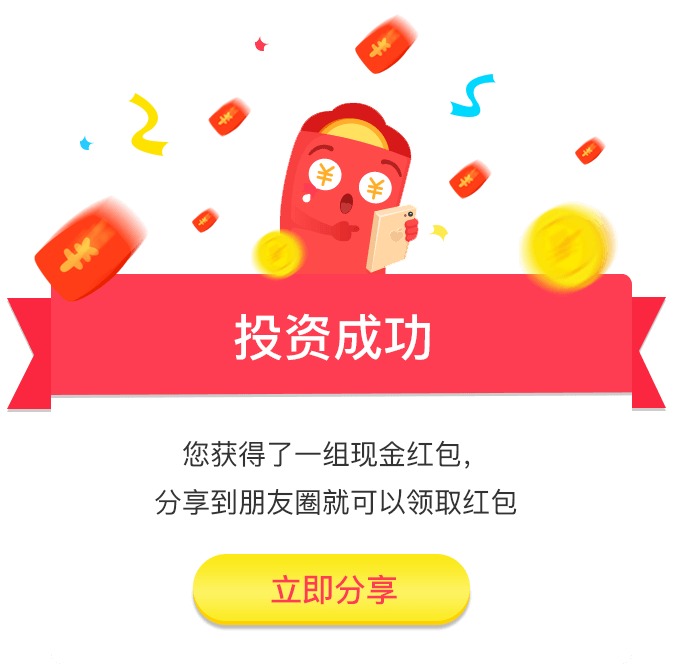 投资成功
您获得了一组现金红包，
分享到朋友圈就可以领取红包
立即分享